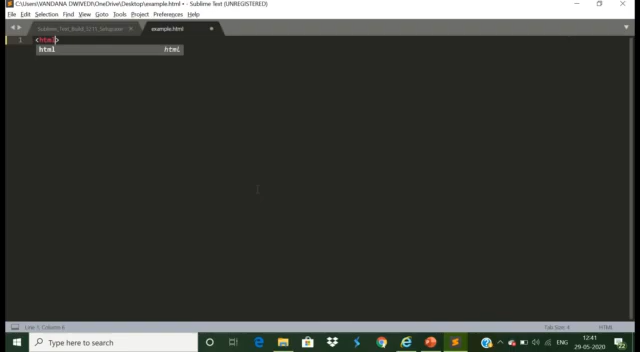 C:\Users\VANDANA DWIVEDI\OneDrive\Desktop\example.html • - Sublime Text (UNREGISTERED)
File Edit Selection Find View Goto Tools Project Preferences Help
example.html
1 <html>
html html
Line 1, Column 6 Tab Size: 4 HTML
Type here to search
ENG 12:41
29-05-2020
22